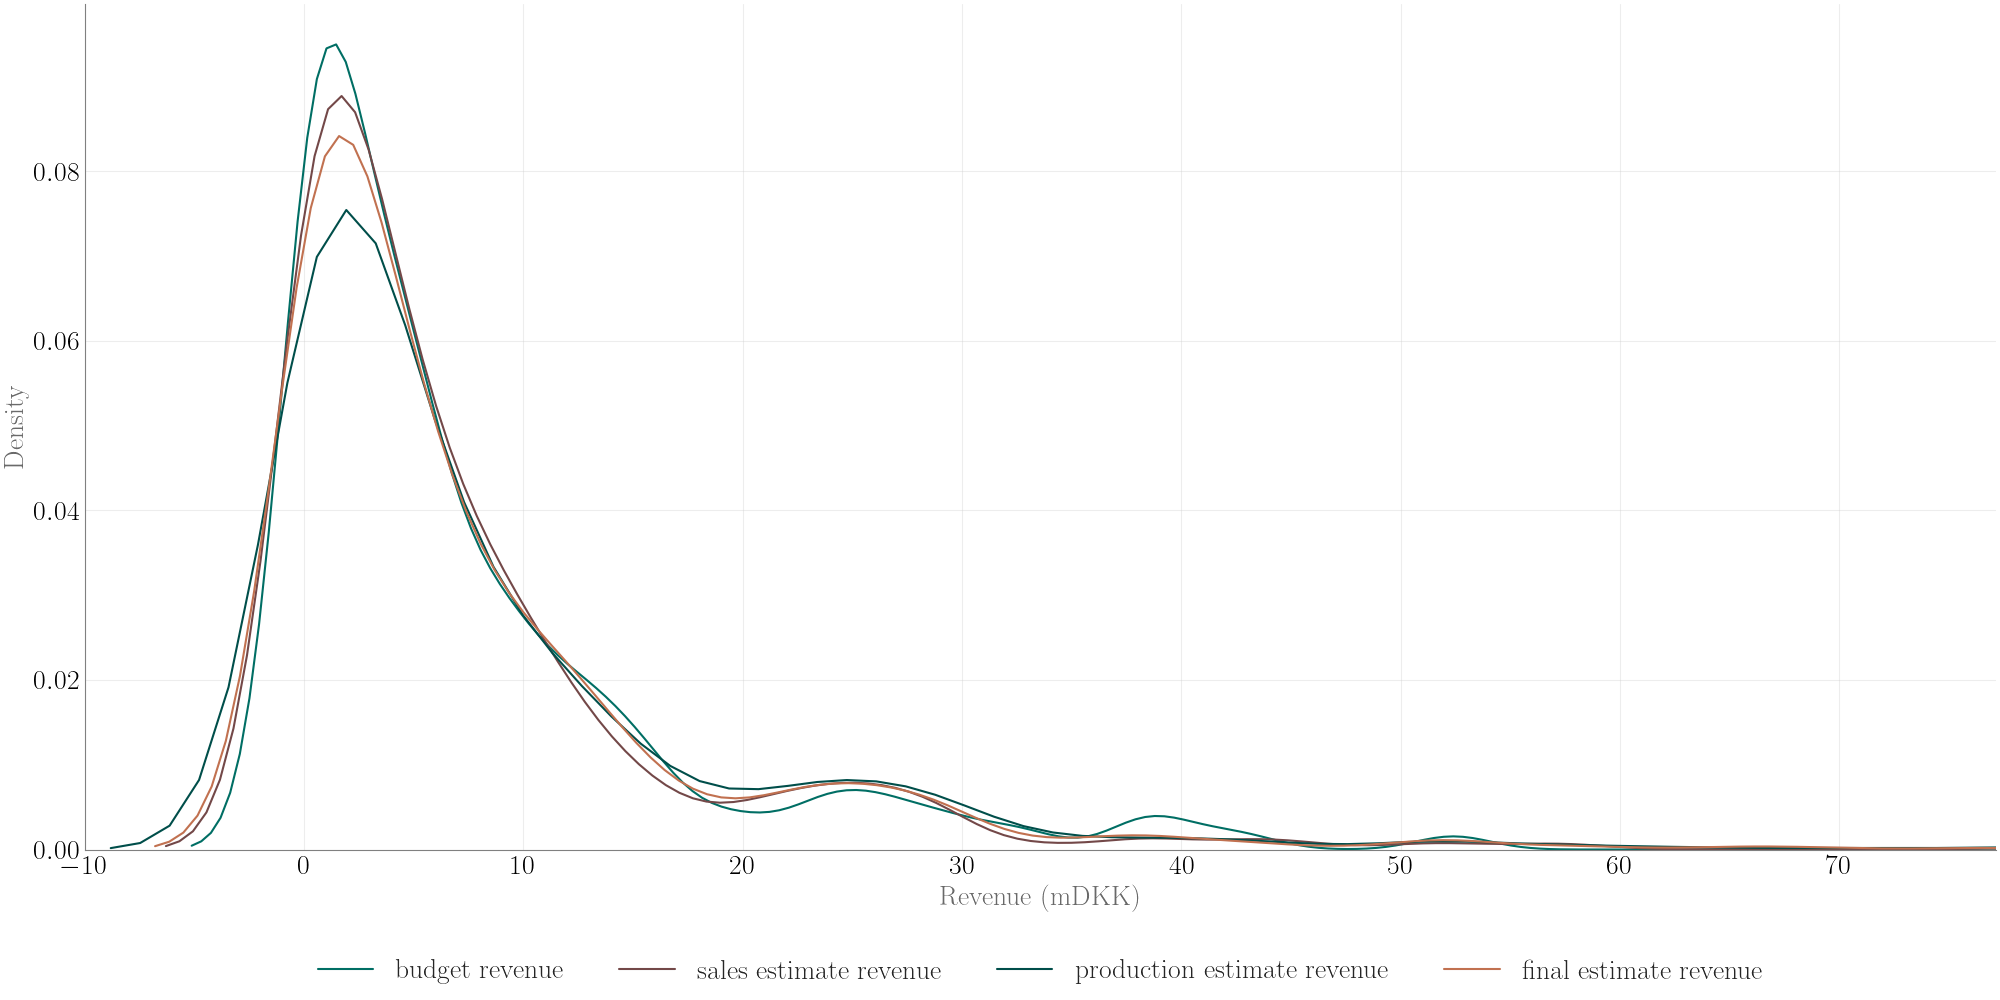 Density
0.08
0.06
0.04
0.02
0.00
−10 0 10 20 30 40 50 60 70
Revenue (mDKK)
budget revenue sales estimate revenue production estimate revenue final estimate revenue